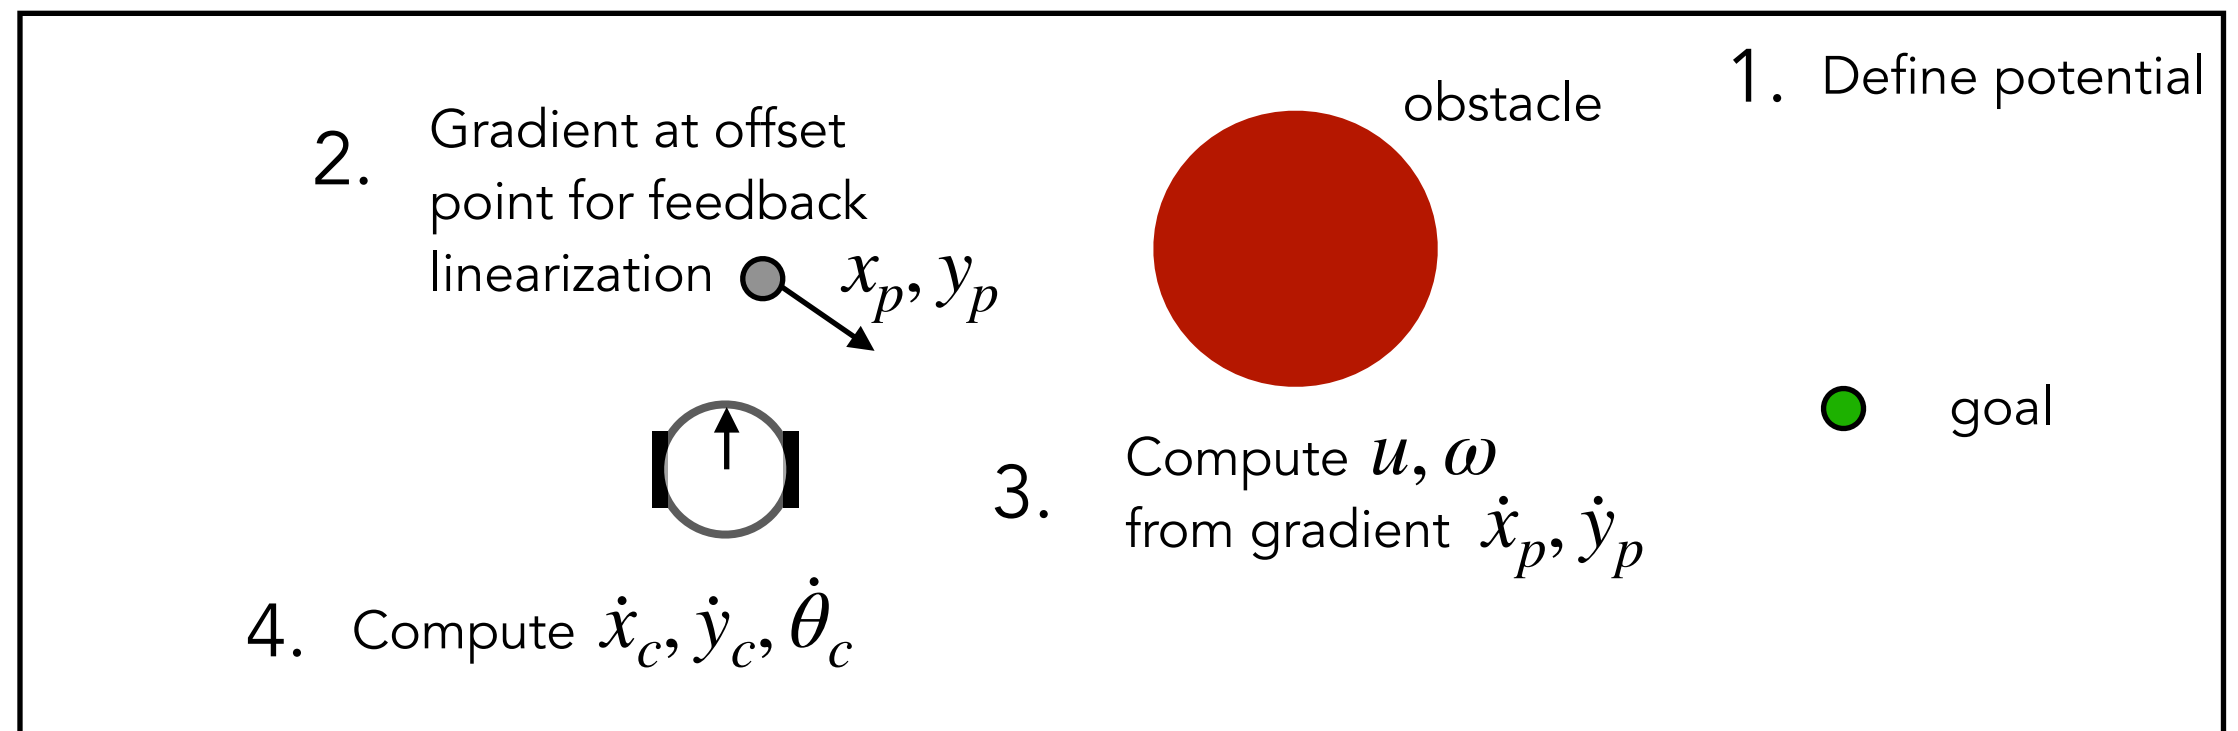 1. Define potential
obstacle
2. Gradient at offset
point for feedback
linearization
x_p, y_p
goal
3. Compute u, ω
from gradient ẋ_p, ẏ_p
4. Compute ẋ_c, ẏ_c, θ̇_c